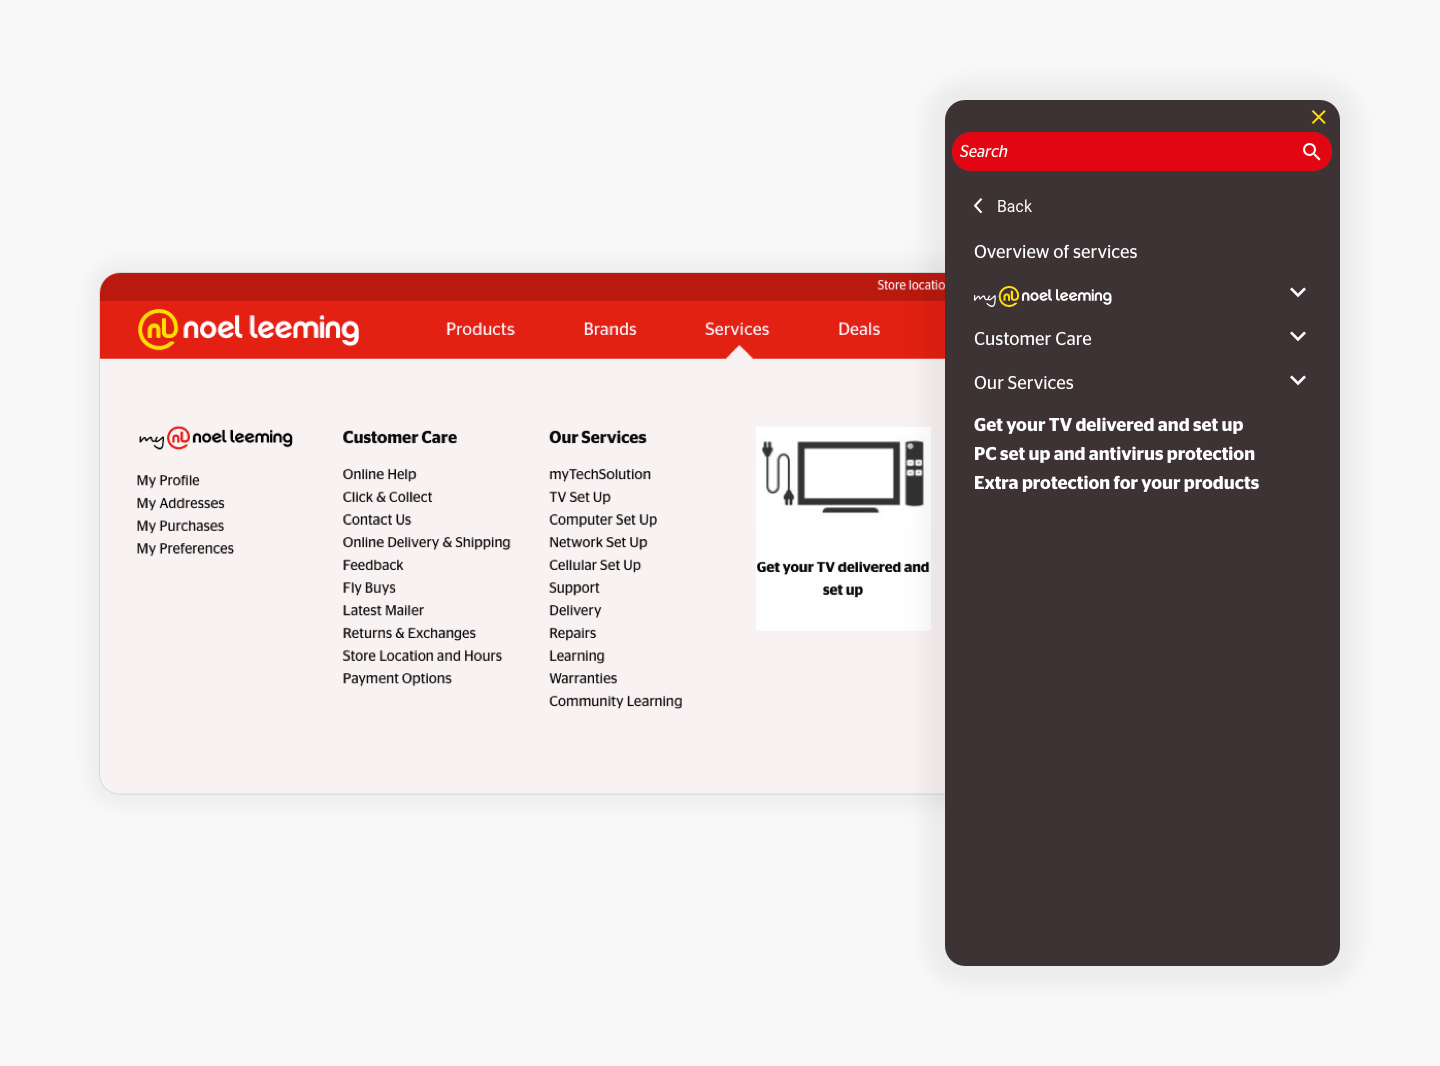 Store locatio
nl noel leeming
Products
Brands
Services
Deals
my nl noel leeming
My Profile
My Addresses
My Purchases
My Preferences
Customer Care
Online Help
Click & Collect
Contact Us
Online Delivery & Shipping
Feedback
Fly Buys
Latest Mailer
Returns & Exchanges
Store Location and Hours
Payment Options
Our Services
myTechSolution
TV Set Up
Computer Set Up
Network Set Up
Cellular Set Up
Support
Delivery
Repairs
Learning
Warranties
Community Learning
Get your TV delivered and
set up
Search
Back
Overview of services
my nl noel leeming
Customer Care
Our Services
Get your TV delivered and set up
PC set up and antivirus protection
Extra protection for your products